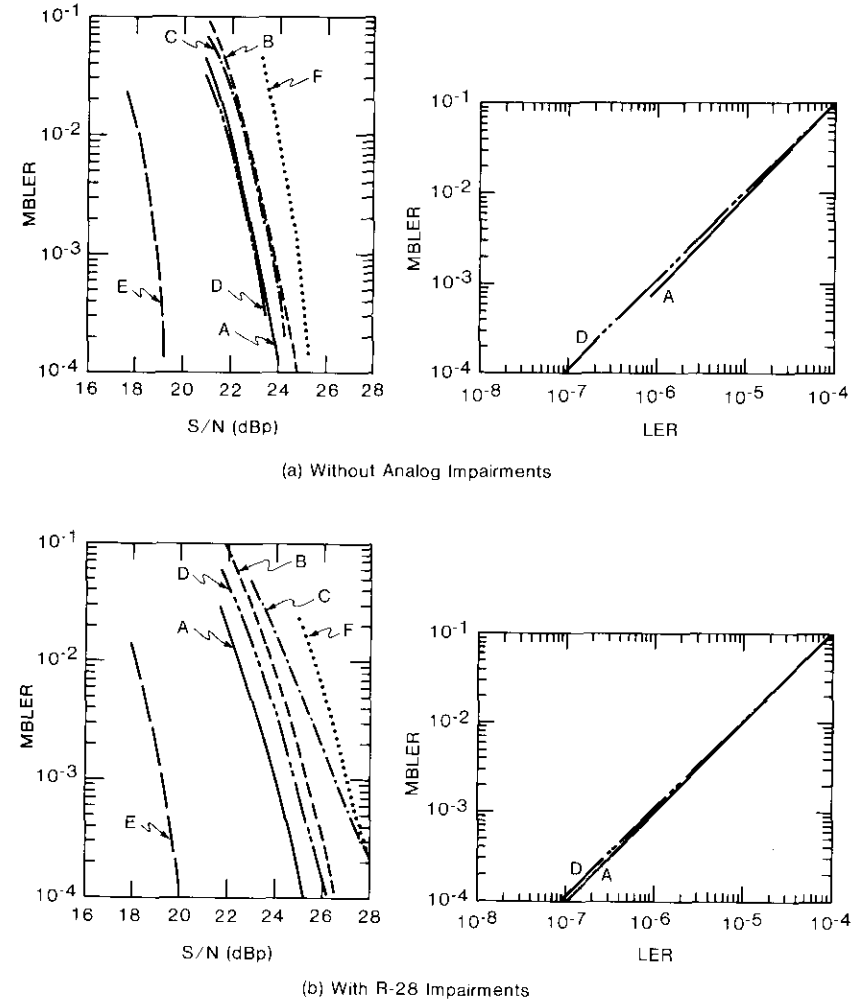 10-1
10-2
10-3
10-4
MBLER
C
B
F
E
D
A
16 18 20 22 24 26 28
S/N (dBp)
10-1
10-2
10-3
10-4
MBLER
D
A
10-8 10-7 10-6 10-5 10-4
LER
(a) Without Analog Impairments
10-1
10-2
10-3
10-4
MBLER
B
D
C
A
F
E
16 18 20 22 24 26 28
S/N (dBp)
10-1
10-2
10-3
10-4
MBLER
D
A
10-8 10-7 10-6 10-5 10-4
LER
(b) With R-28 Impairments